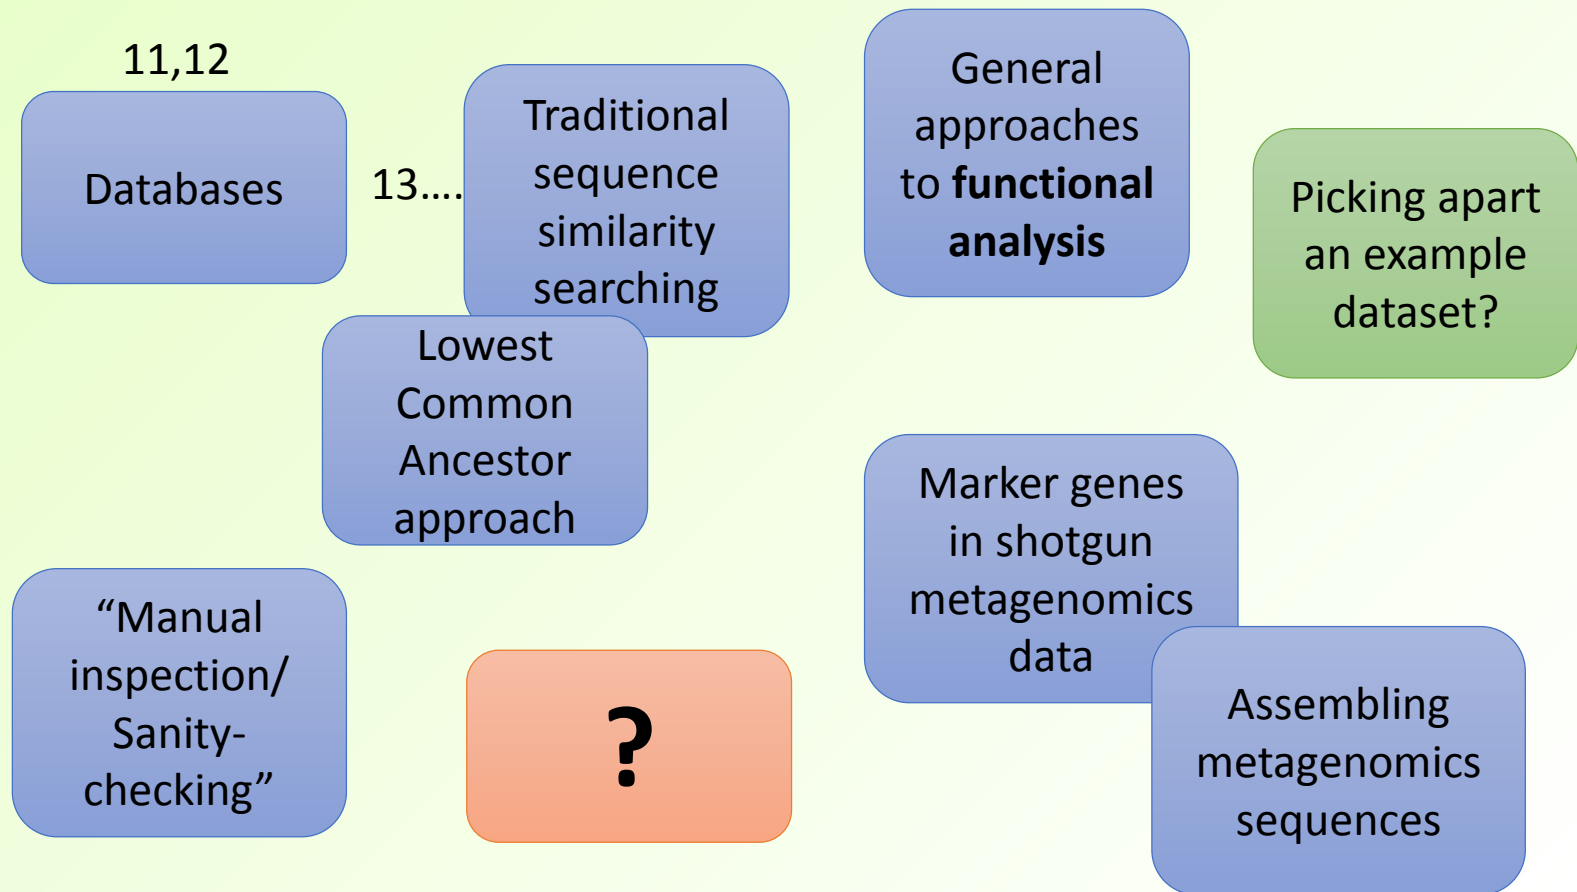 11,12
Databases
13....
Traditional
sequence
similarity
searching
Lowest
Common
Ancestor
approach
General
approaches
to functional
analysis
Picking apart
an example
dataset?
“Manual
inspection/
Sanity-
checking”
?
Marker genes
in shotgun
metagenomics
data
Assembling
metagenomics
sequences